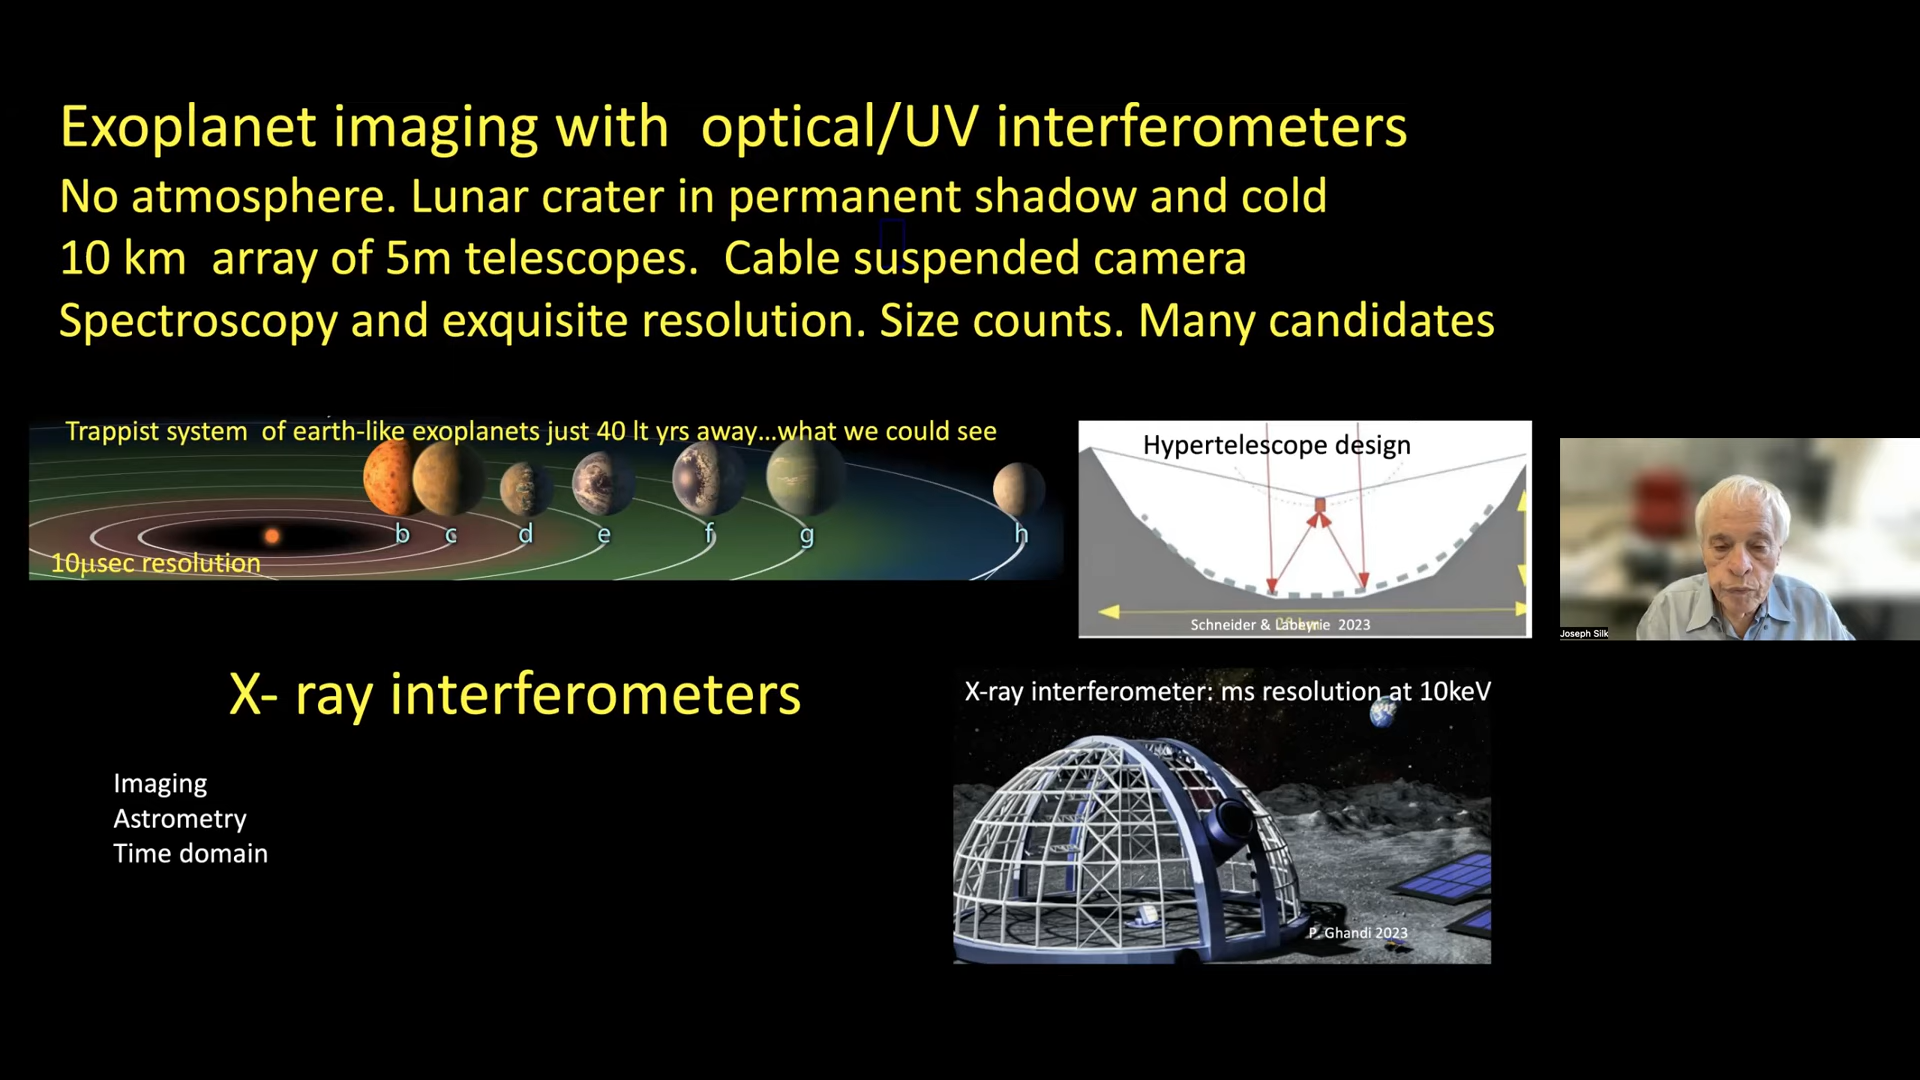 Exoplanet imaging with optical/UV interferometers
No atmosphere. Lunar crater in permanent shadow and cold
10 km array of 5m telescopes. Cable suspended camera
Spectroscopy and exquisite resolution. Size counts. Many candidates
Trappist system of earth-like exoplanets just 40 lt yrs away...what we could see
b c d e f g h
10μsec resolution
Hypertelescope design
Schneider & Labeyrie 2023
Joseph Silk
X- ray interferometers
X-ray interferometer: ms resolution at 10keV
Imaging
Astrometry
Time domain
P. Ghandi 2023